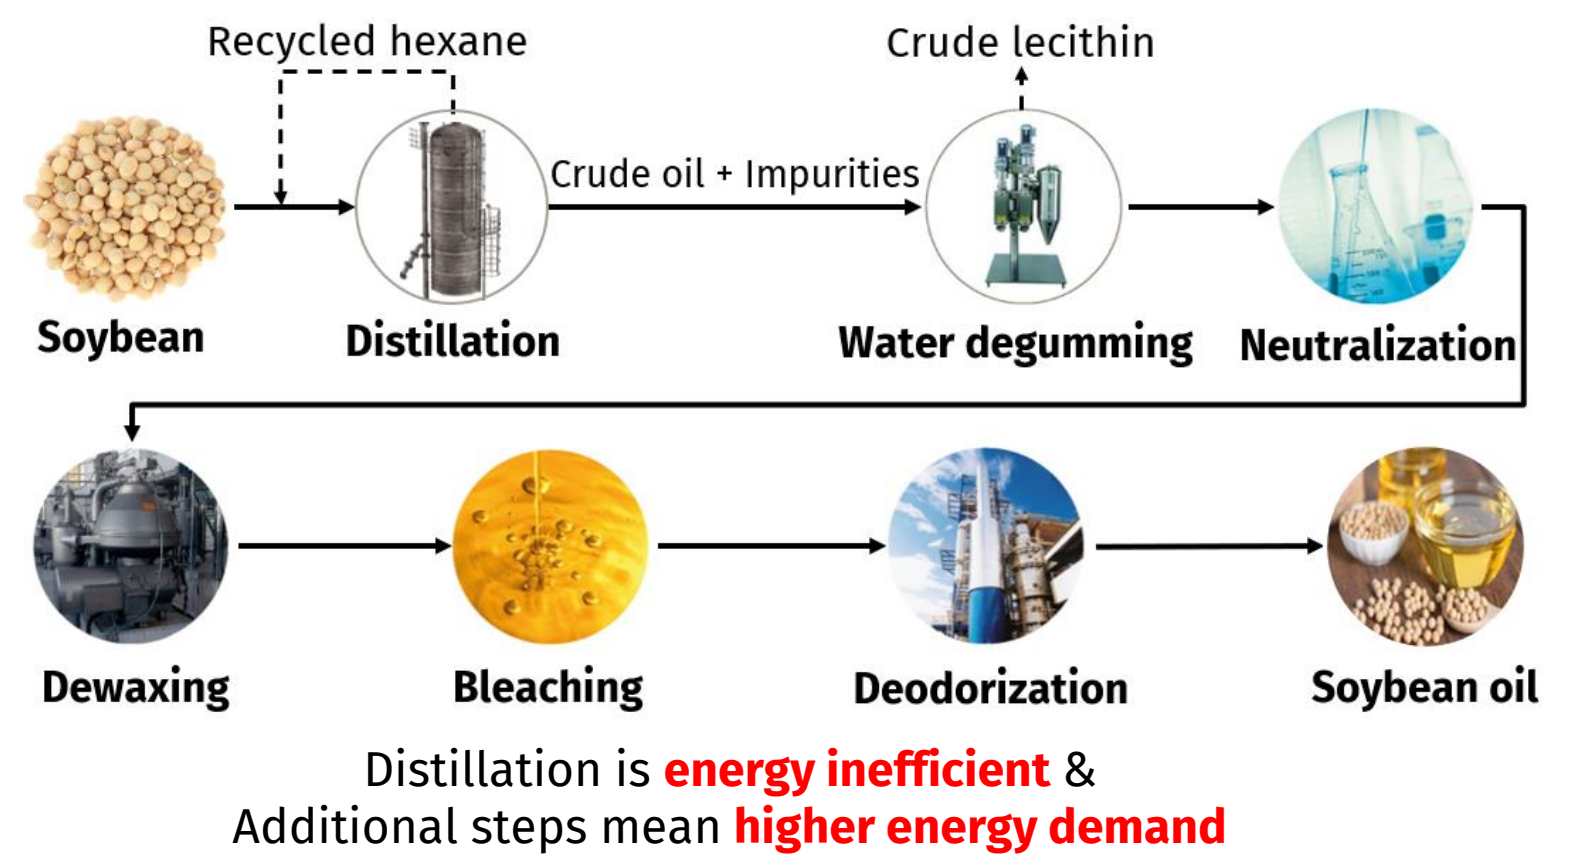 Recycled hexane
Crude lecithin
Crude oil + Impurities
Soybean
Distillation
Water degumming
Neutralization
Dewaxing
Bleaching
Deodorization
Soybean oil
Distillation is energy inefficient &
Additional steps mean higher energy demand